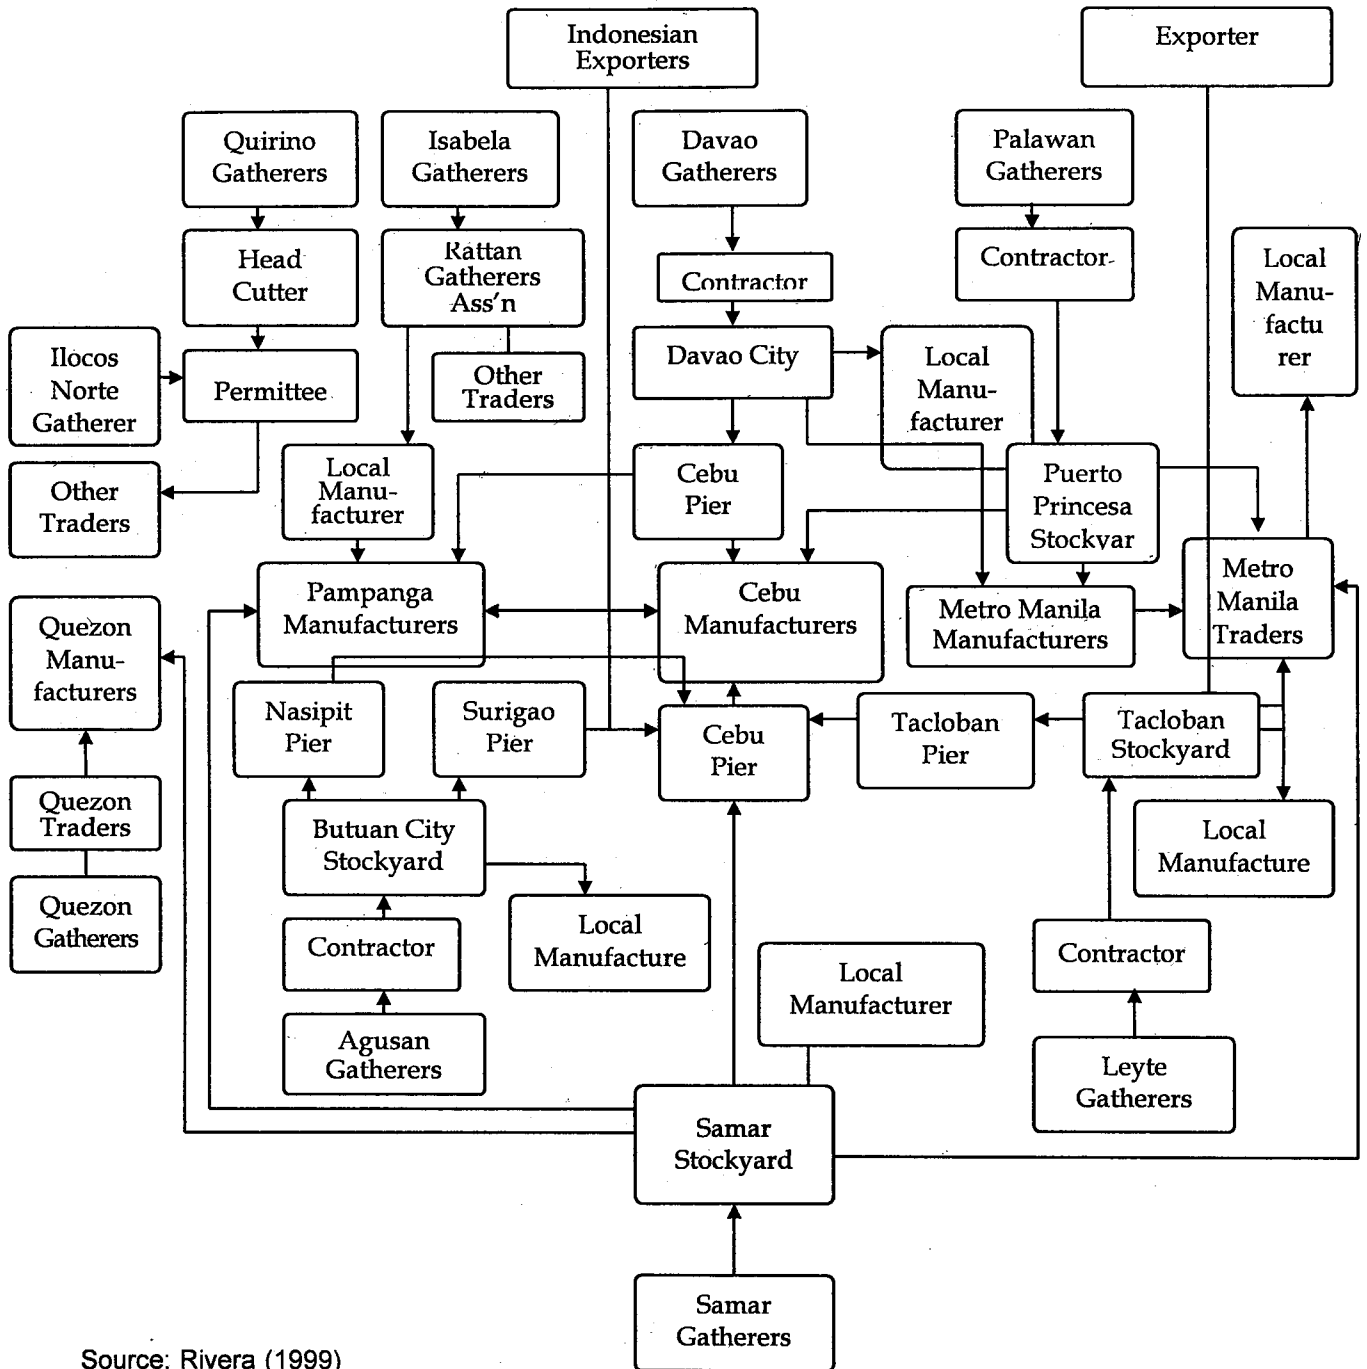 Indonesian
Exporters
Exporter
Quirino
Gatherers
Isabela
Gatherers
Davao
Gatherers
Palawan
Gatherers
Head
Cutter
Rattan
Gatherers
Ass'n
Contractor
Contractor
Local
Manu-
factu
rer
Ilocos
Norte
Gatherer
Permittee
Other
Traders
Davao City
Local
Manu-
facturer
Other
Traders
Local
Manu-
facturer
Cebu
Pier
Puerto
Princesa
Stockyar
Quezon
Manu-
facturers
Pampanga
Manufacturers
Cebu
Manufacturers
Metro Manila
Manufacturers
Metro
Manila
Traders
Nasipit
Pier
Surigao
Pier
Cebu
Pier
Tacloban
Pier
Tacloban
Stockyard
Quezon
Traders
Butuan City
Stockyard
Local
Manufacture
Quezon
Gatherers
Contractor
Local
Manufacture
Local
Manufacturer
Contractor
Agusan
Gatherers
Leyte
Gatherers
Samar
Stockyard
Samar
Gatherers
Source: Rivera (1999)